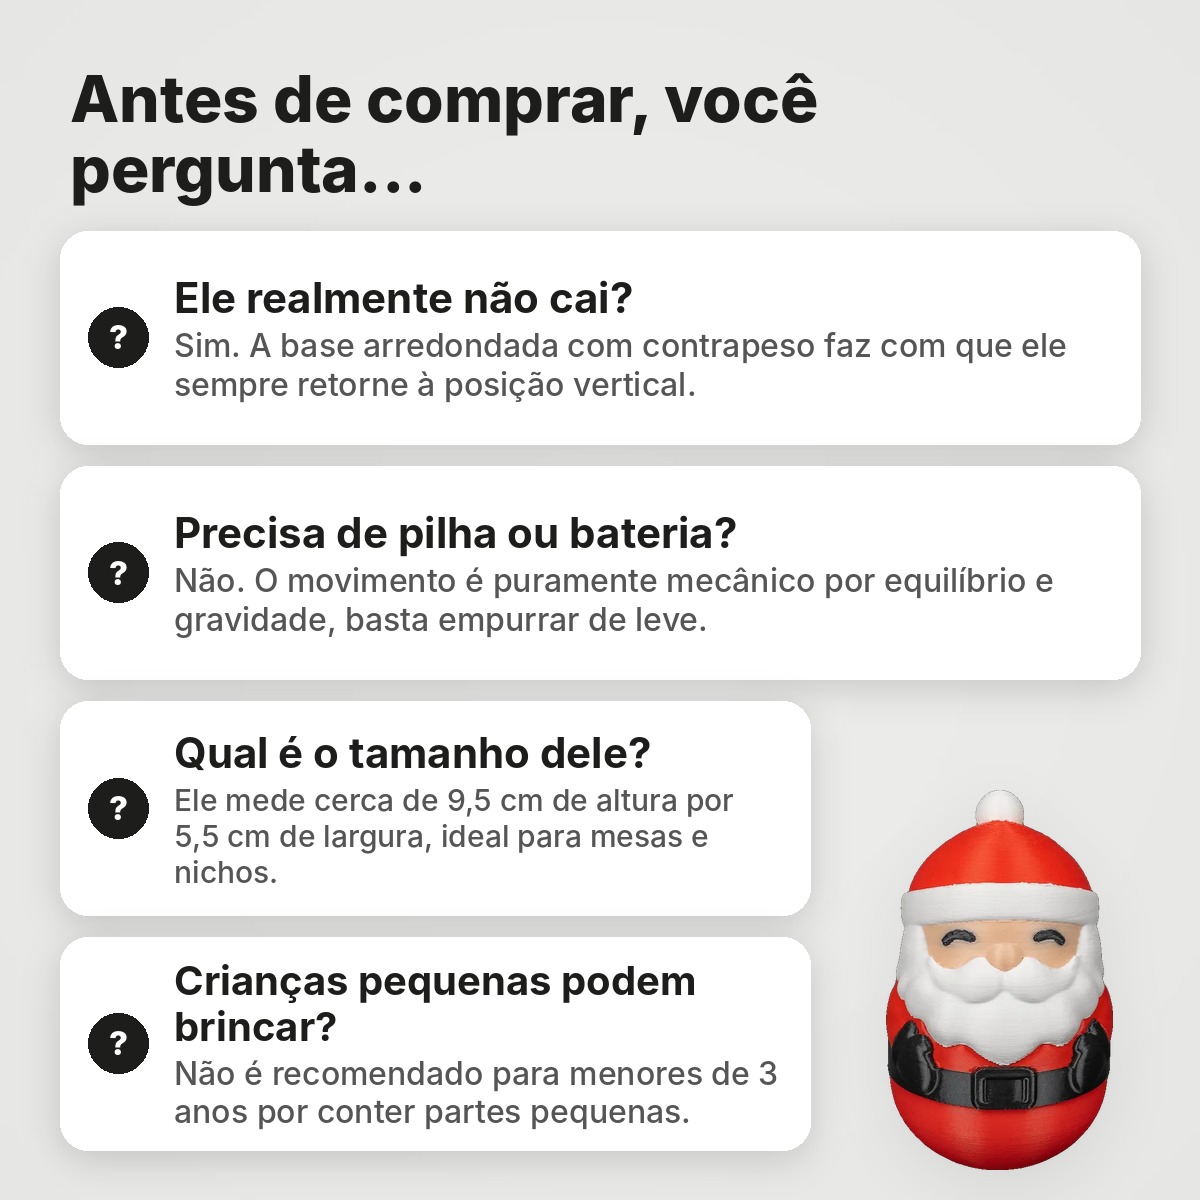 Antes de comprar, você
pergunta...
?
Ele realmente não cai?
Sim. A base arredondada com contrapeso faz com que ele
sempre retorne à posição vertical.
?
Precisa de pilha ou bateria?
Não. O movimento é puramente mecânico por equilíbrio e
gravidade, basta empurrar de leve.
?
Qual é o tamanho dele?
Ele mede cerca de 9,5 cm de altura por
5,5 cm de largura, ideal para mesas e
nichos.
?
Crianças pequenas podem
brincar?
Não é recomendado para menores de 3
anos por conter partes pequenas.